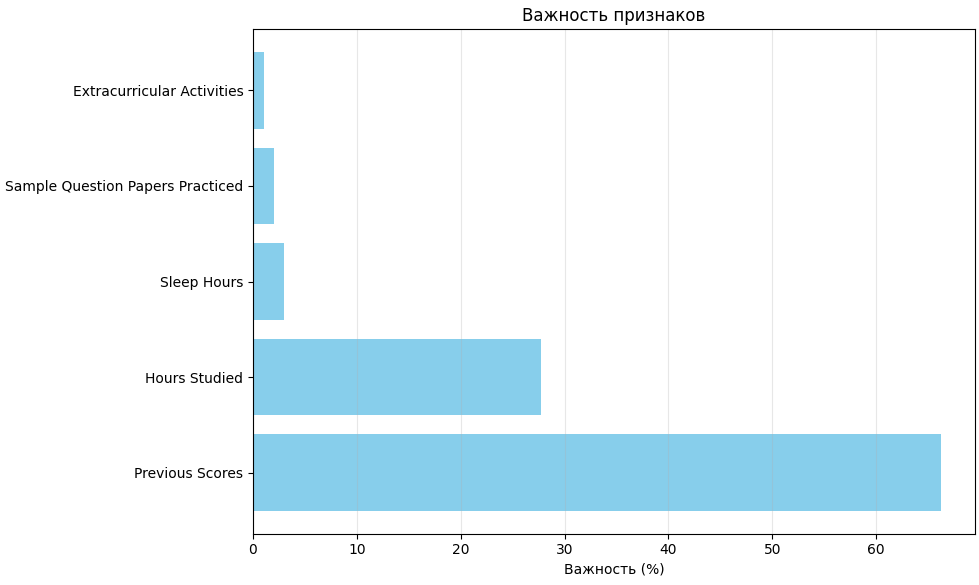 Важность признаков
Extracurricular Activities
Sample Question Papers Practiced
Sleep Hours
Hours Studied
Previous Scores
0 10 20 30 40 50 60
Важность (%)